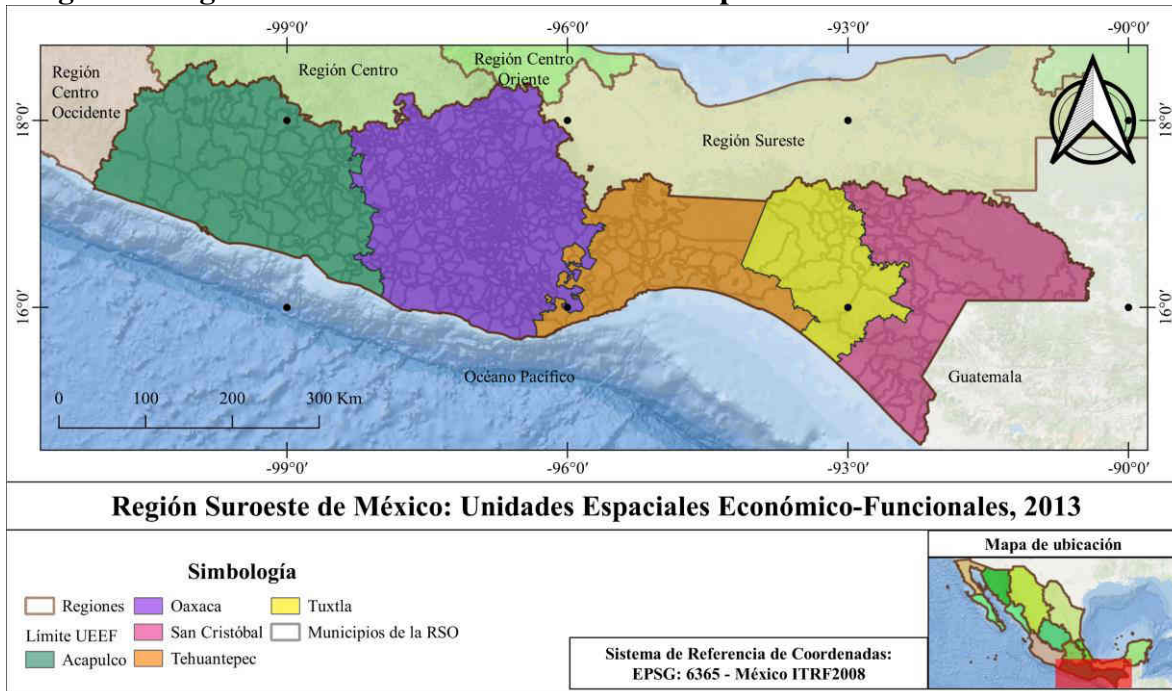 -99°0′ -96°0′ -93°0′ -90°0′
Región
Centro
Occidente
Región Centro
Región Centro
Oriente
Región Sureste
18°0′
18°0′
16°0′
16°0′
Océano Pacífico
Guatemala
0 100 200 300 Km
-99°0′ -96°0′ -93°0′ -90°0′
Región Suroeste de México: Unidades Espaciales Económico-Funcionales, 2013
Simbología
Regiones
Límite UEEF
Acapulco
Oaxaca
San Cristóbal
Tehuantepec
Tuxtla
Municipios de la RSO
Sistema de Referencia de Coordenadas:
EPSG: 6365 - México ITRF2008
Mapa de ubicación